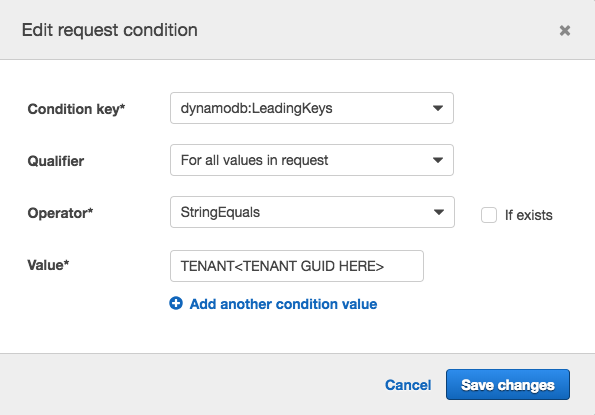 Edit request condition ×
Condition key* dynamodb:LeadingKeys
Qualifier For all values in request
Operator* StringEquals If exists
Value* TENANT<TENANT GUID HERE>
Add another condition value
Cancel Save changes